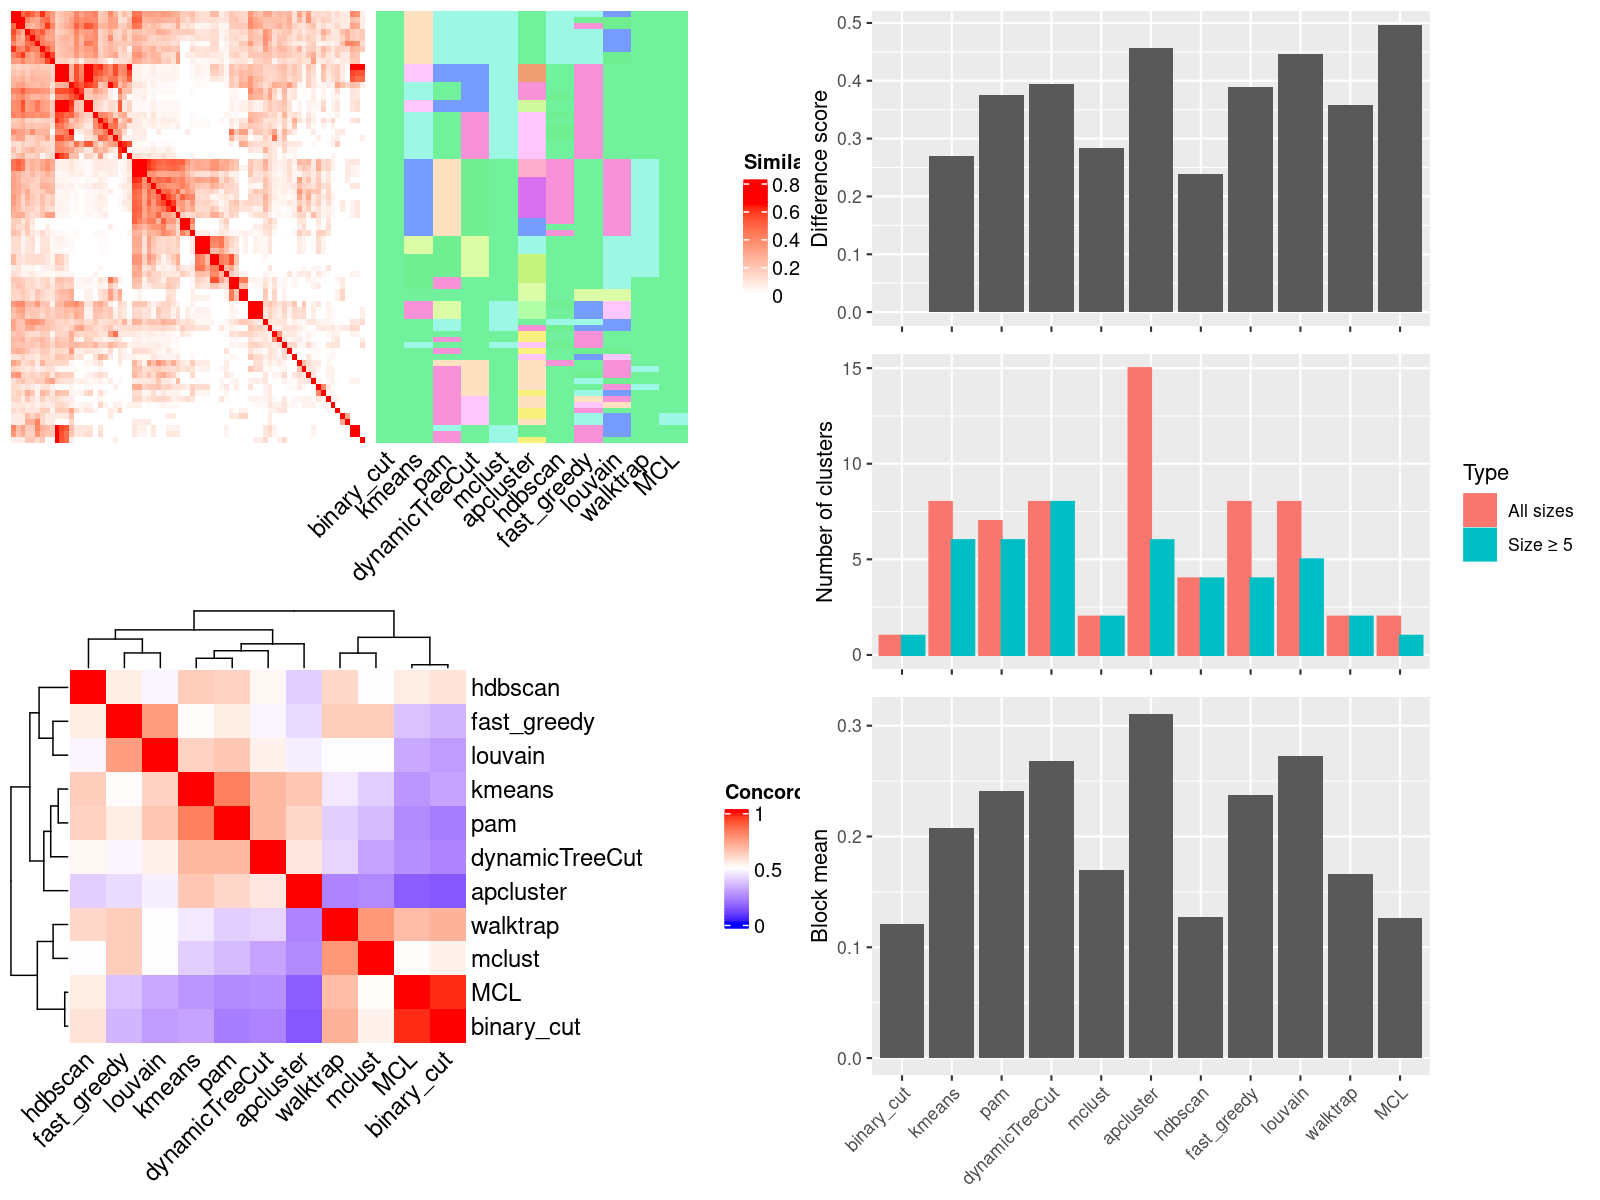 Simila
0.8
0.6
0.4
0.2
0
binary_cut
kmeans
pam
dynamicTreeCut
mclust
apcluster
hdbscan
fast_greedy
louvain
walktrap
MCL
hdbscan
fast_greedy
louvain
kmeans
pam
dynamicTreeCut
apcluster
walktrap
mclust
MCL
binary_cut
hdbscan
fast_greedy
louvain
kmeans
pam
dynamicTreeCut
apcluster
walktrap
mclust
MCL
binary_cut
Concord
1
0.5
0
Difference score
0.5
0.4
0.3
0.2
0.1
0.0
Number of clusters
15
10
5
0
Type
All sizes
Size ≥ 5
Block mean
0.3
0.2
0.1
0.0
binary_cut
kmeans
pam
dynamicTreeCut
mclust
apcluster
hdbscan
fast_greedy
louvain
walktrap
MCL